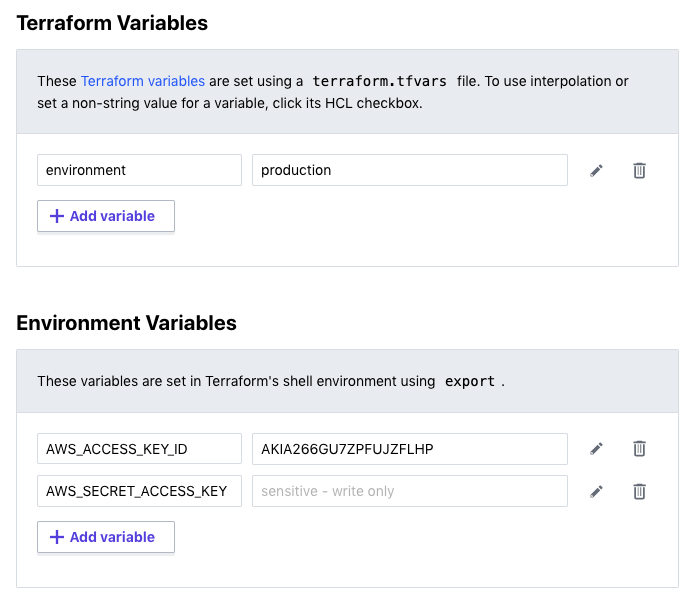 Terraform Variables
These Terraform variables are set using a terraform.tfvars file. To use interpolation or
set a non-string value for a variable, click its HCL checkbox.
environment production
+ Add variable
Environment Variables
These variables are set in Terraform's shell environment using export .
AWS_ACCESS_KEY_ID AKIA266GU7ZPFUJZFLHP
AWS_SECRET_ACCESS_KEY sensitive - write only
+ Add variable